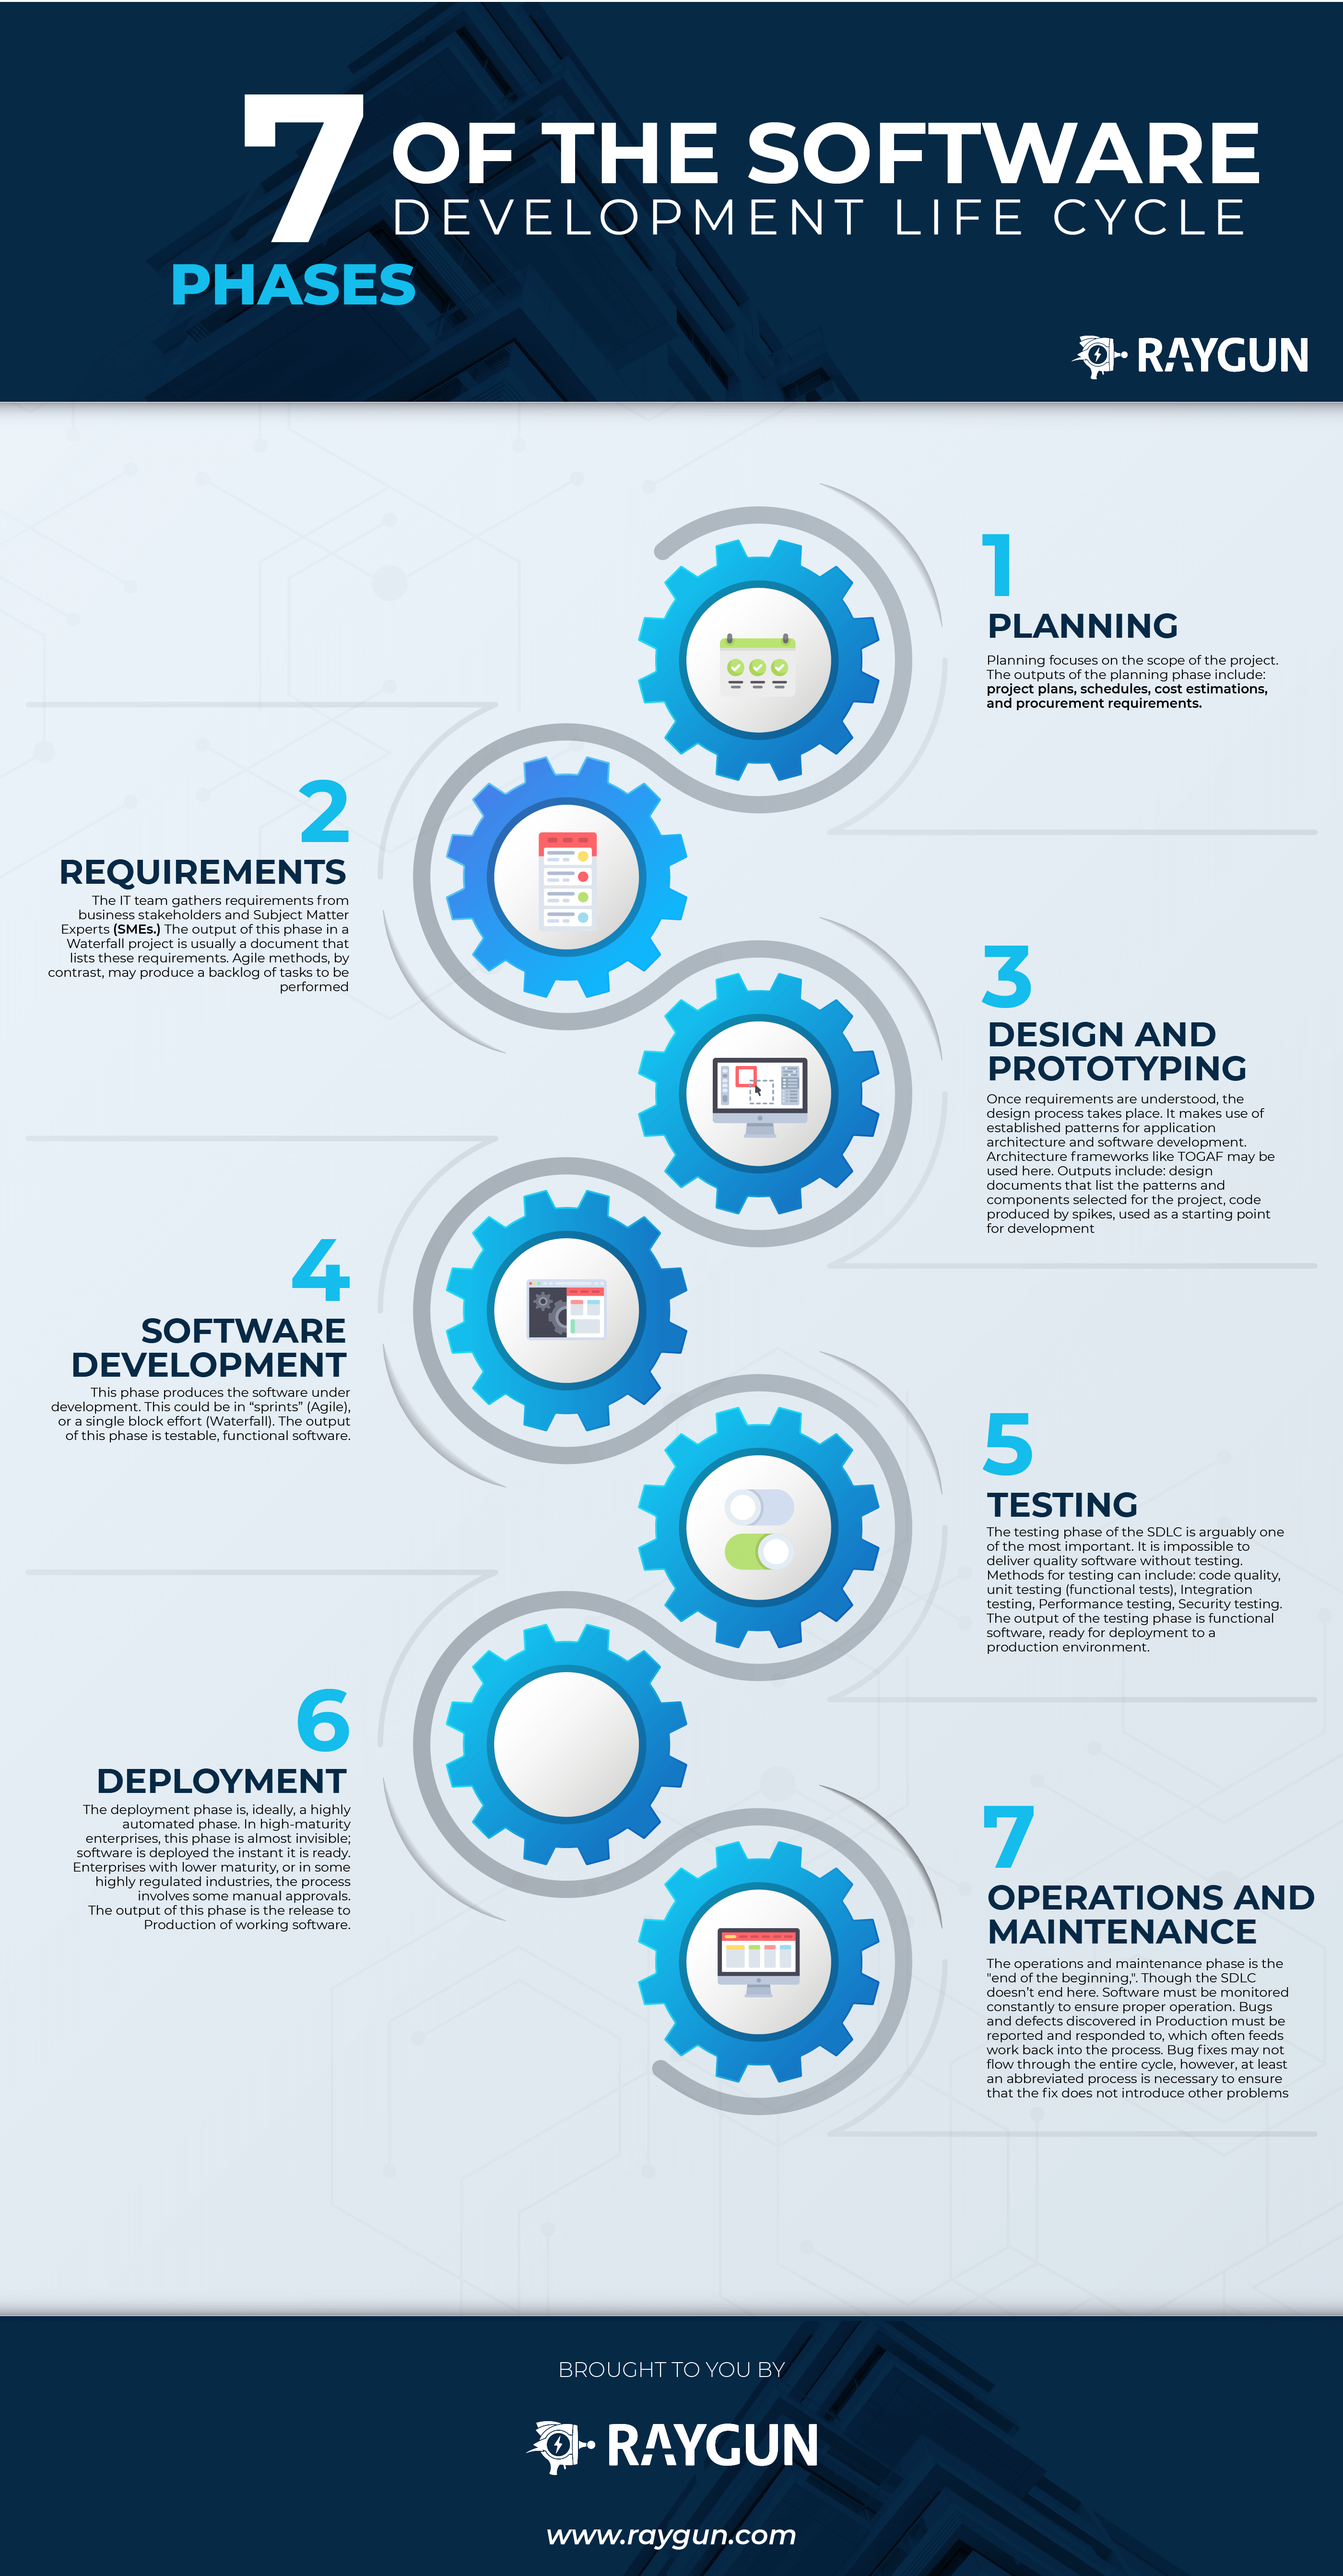 7 OF THE SOFTWARE
DEVELOPMENT LIFE CYCLE
PHASES
RAYGUN
1
PLANNING
Planning focuses on the scope of the project.
The outputs of the planning phase include:
project plans, schedules, cost estimations,
and procurement requirements.
2
REQUIREMENTS
The IT team gathers requirements from
business stakeholders and Subject Matter
Experts (SMEs.) The output of this phase in a
Waterfall project is usually a document that
lists these requirements. Agile methods, by
contrast, may produce a backlog of tasks to be
performed
3
DESIGN AND
PROTOTYPING
Once requirements are understood, the
design process takes place. It makes use of
established patterns for application
architecture and software development.
Architecture frameworks like TOGAF may be
used here. Outputs include: design
documents that list the patterns and
components selected for the project, code
produced by spikes, used as a starting point
for development
4
SOFTWARE
DEVELOPMENT
This phase produces the software under
development. This could be in “sprints” (Agile),
or a single block effort (Waterfall). The output
of this phase is testable, functional software.
5
TESTING
The testing phase of the SDLC is arguably one
of the most important. It is impossible to
deliver quality software without testing.
Methods for testing can include: code quality,
unit testing (functional tests), Integration
testing, Performance testing, Security testing.
The output of the testing phase is functional
software, ready for deployment to a
production environment.
6
DEPLOYMENT
The deployment phase is, ideally, a highly
automated phase. In high-maturity
enterprises, this phase is almost invisible;
software is deployed the instant it is ready.
Enterprises with lower maturity, or in some
highly regulated industries, the process
involves some manual approvals.
The output of this phase is the release to
Production of working software.
7
OPERATIONS AND
MAINTENANCE
The operations and maintenance phase is the
"end of the beginning,". Though the SDLC
doesn’t end here. Software must be monitored
constantly to ensure proper operation. Bugs
and defects discovered in Production must be
reported and responded to, which often feeds
work back into the process. Bug fixes may not
flow through the entire cycle, however, at least
an abbreviated process is necessary to ensure
that the fix does not introduce other problems
BROUGHT TO YOU BY
RAYGUN
www.raygun.com